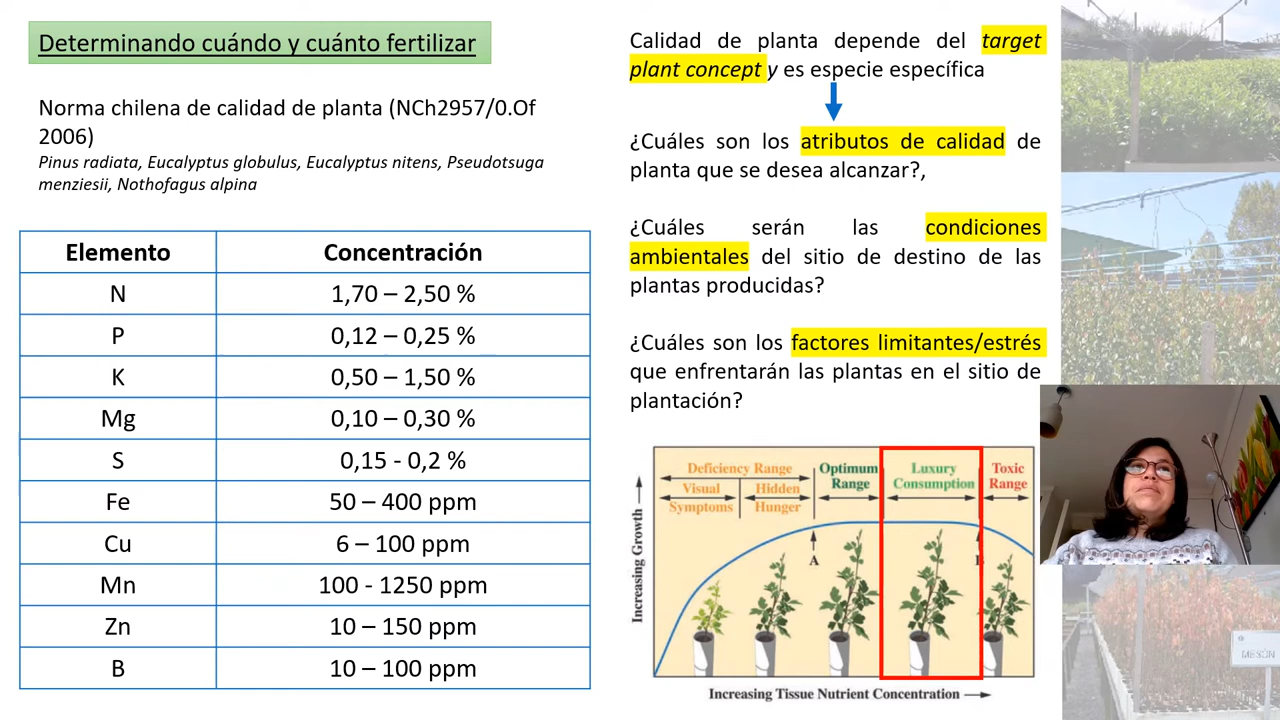 Determinando cuándo y cuánto fertilizar
Norma chilena de calidad de planta (NCh2957/0.Of
2006)
Pinus radiata, Eucalyptus globulus, Eucalyptus nitens, Pseudotsuga
menziesii, Nothofagus alpina
Elemento Concentración
N 1,70 – 2,50 %
P 0,12 – 0,25 %
K 0,50 – 1,50 %
Mg 0,10 – 0,30 %
S 0,15 - 0,2 %
Fe 50 – 400 ppm
Cu 6 – 100 ppm
Mn 100 - 1250 ppm
Zn 10 – 150 ppm
B 10 – 100 ppm
Calidad de planta depende del target
plant concept y es especie específica
¿Cuáles son los atributos de calidad de
planta que se desea alcanzar?,
¿Cuáles serán las condiciones
ambientales del sitio de destino de las
plantas producidas?
¿Cuáles son los factores limitantes/estrés
que enfrentarán las plantas en el sitio de
plantación?
Deficiency Range
Visual
Symptoms
Hidden
Hunger
Optimum
Range
Luxury
Consumption
Toxic
Range
A
B
Increasing Growth
Increasing Tissue Nutrient Concentration
MESÓN